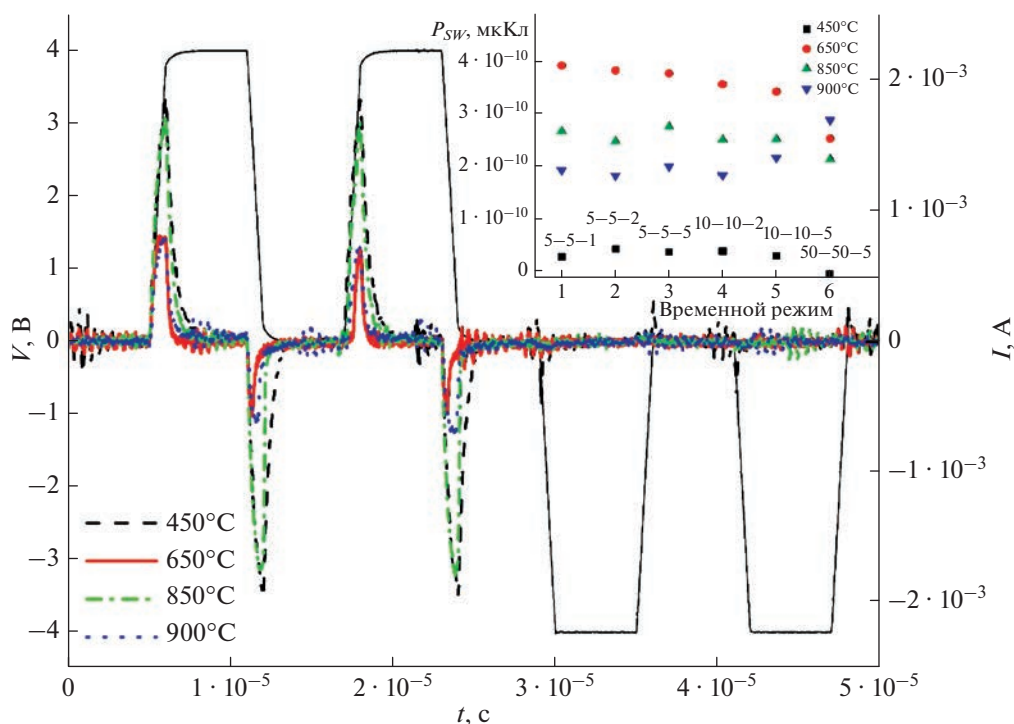 P_SW, мкКл
4 · 10⁻¹⁰
3 · 10⁻¹⁰
2 · 10⁻¹⁰
1 · 10⁻¹⁰
0
450°C
650°C
850°C
900°C
5−5−1
5−5−2
5−5−5
10−10−2
10−10−5
50−50−5
1 2 3 4 5 6
Временной режим
4
3
2
1
0
−1
−2
−3
−4
V, В
2 · 10⁻³
1 · 10⁻³
0
−1 · 10⁻³
−2 · 10⁻³
I, А
450°C
650°C
850°C
900°C
0 1 · 10⁻⁵ 2 · 10⁻⁵ 3 · 10⁻⁵ 4 · 10⁻⁵ 5 · 10⁻⁵
t, с